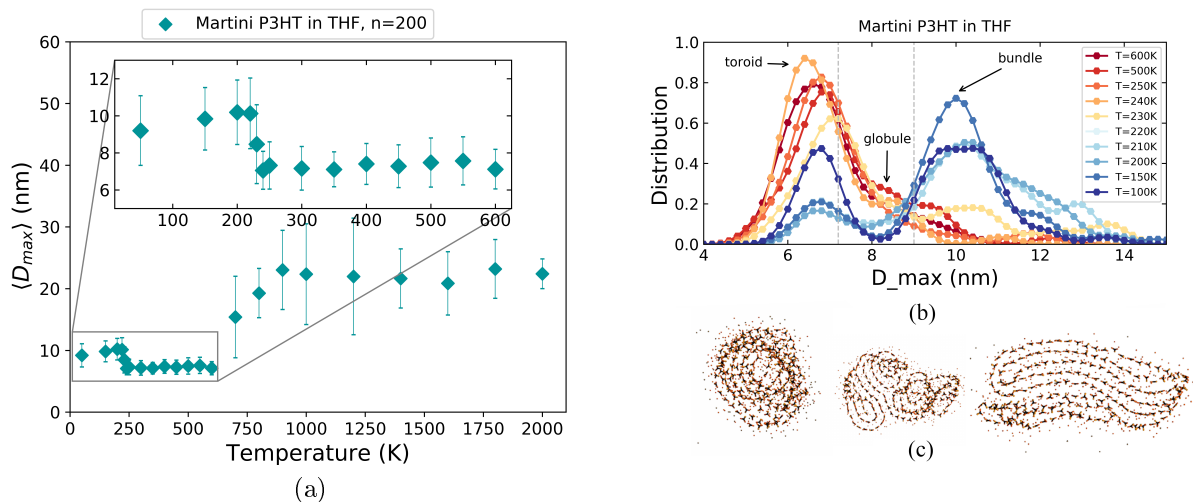 Martini P3HT in THF, n=200
60
50
40
30
20
10
0
⟨D_max⟩ (nm)
12
10
8
6
100 200 300 400 500 600
0 250 500 750 1000 1250 1500 1750 2000
Temperature (K)
(a)
Martini P3HT in THF
1.0
0.8
0.6
0.4
0.2
0.0
Distribution
toroid
globule
bundle
T=600K
T=500K
T=250K
T=240K
T=230K
T=220K
T=210K
T=200K
T=150K
T=100K
4 6 8 10 12 14
D_max (nm)
(b)
(c)